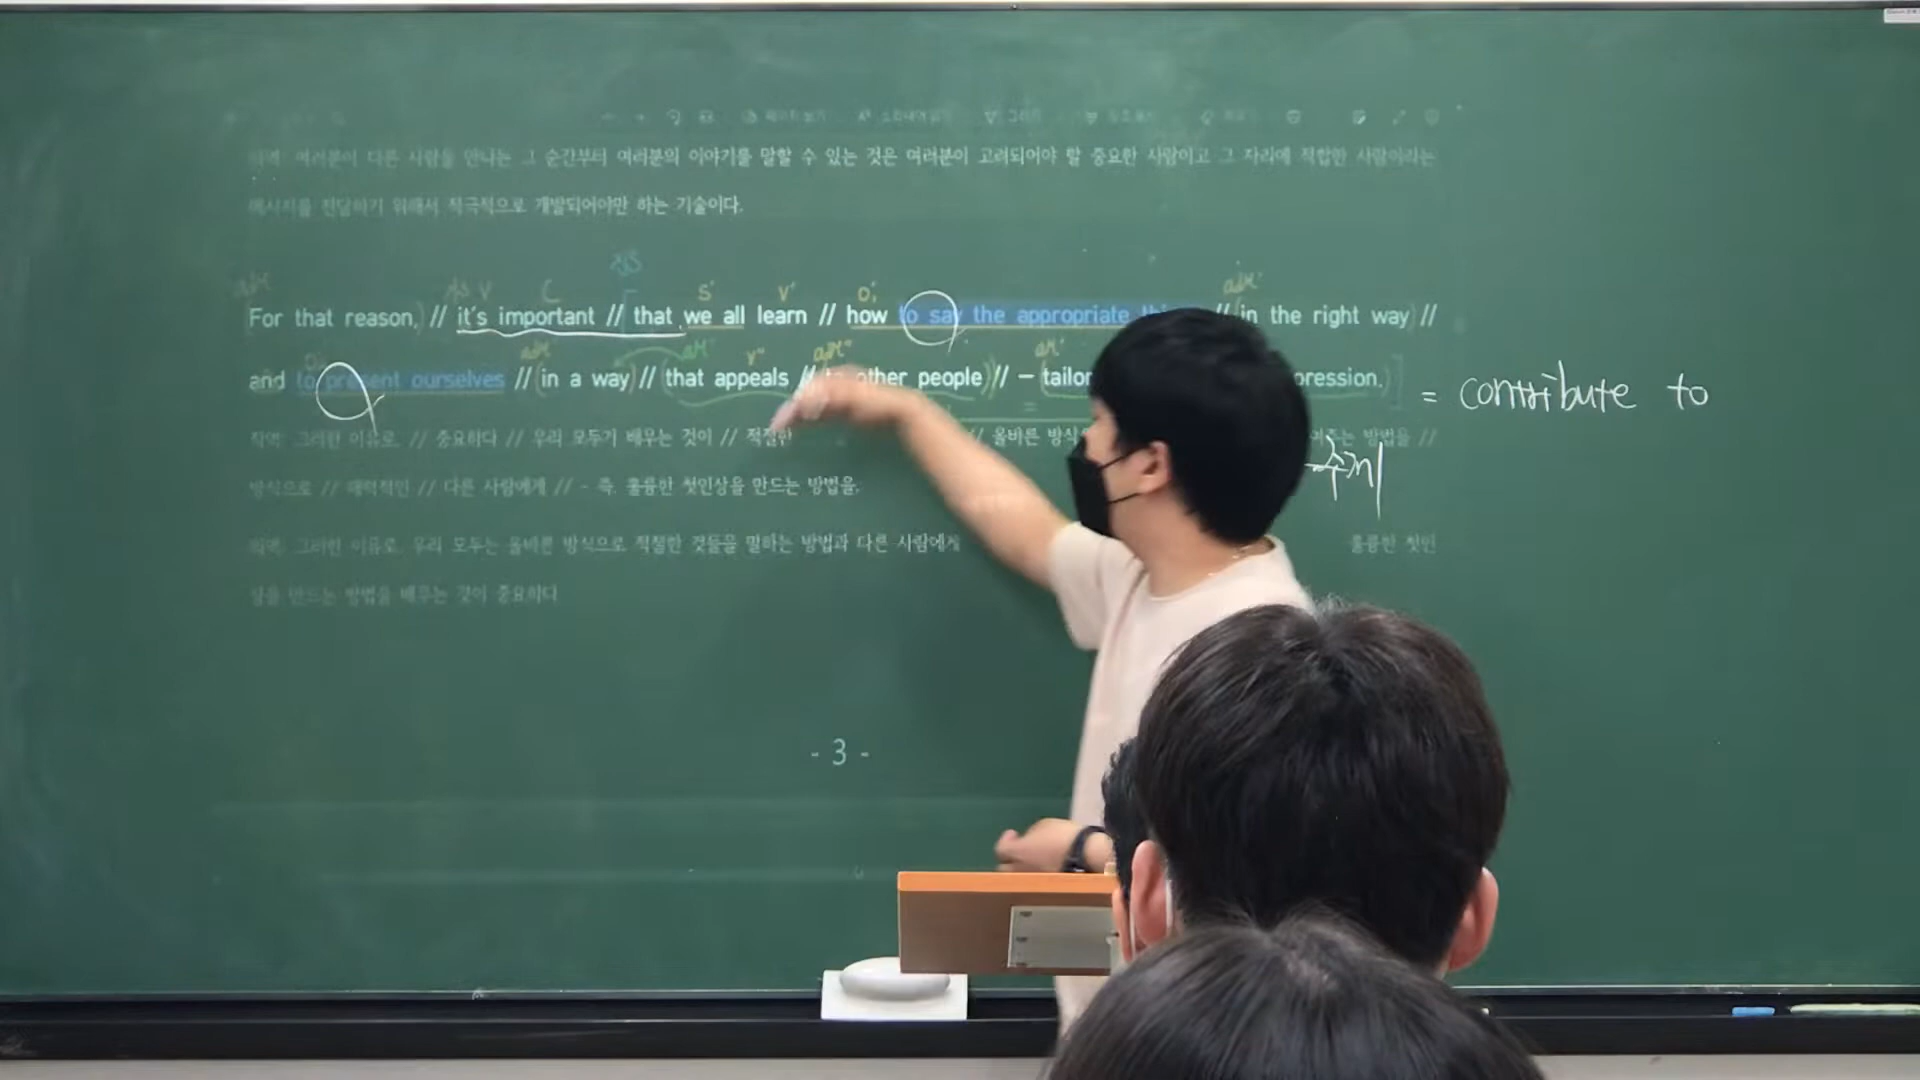 의역: 여러분이 다른 사람을 만나는 그 순간부터 여러분의 이야기를 말할 수 있는 것은 여러분이 고려되어야 할 중요한 사람이고 그 자리에 적합한 사람이라는
메시지를 전달하기 위해서 적극적으로 개발되어야만 하는 기술이다.
V C S' V' O'
For that reason, // it's important // that we all learn // how to say the appropriate // (in the right way) //
V"
and to present ourselves // (in a way) // (that appeals // to other people) // – tailor pression.)]
= contribute to
직역: 그러한 이유로, // 중요하다 // 우리 모두가 배우는 것이 // 적절한 // 올바른 방식 방법을 //
주제
방식으로 // 매력적인 // 다른 사람에게 // - 즉, 훌륭한 첫인상을 만드는 방법을.
의역: 그러한 이유로, 우리 모두는 올바른 방식으로 적절한 것들을 말하는 방법과 다른 사람에게 훌륭한 첫인
상을 만드는 방법을 배우는 것이 중요하다
- 3 -